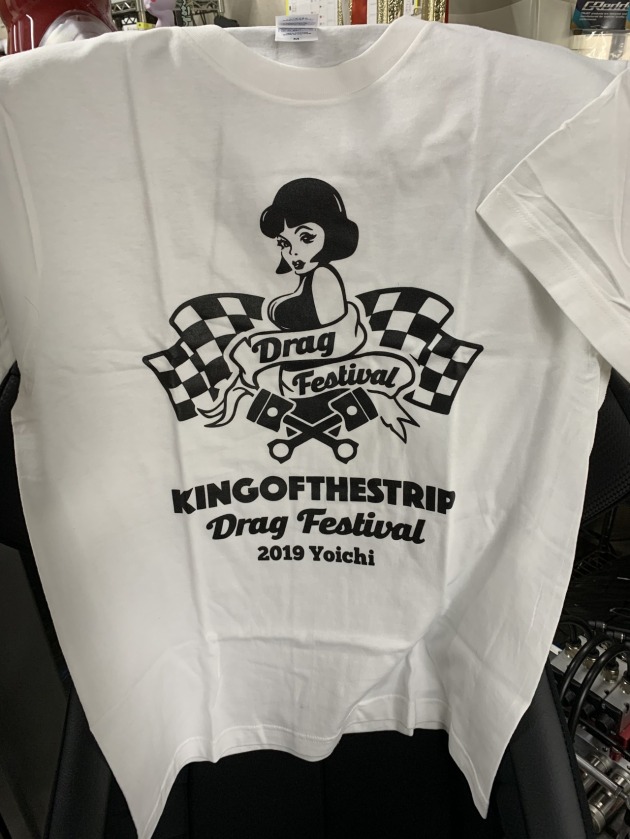 Drag
Festival
KINGOFTHESTRIP
Drag Festival
2019 Yoichi